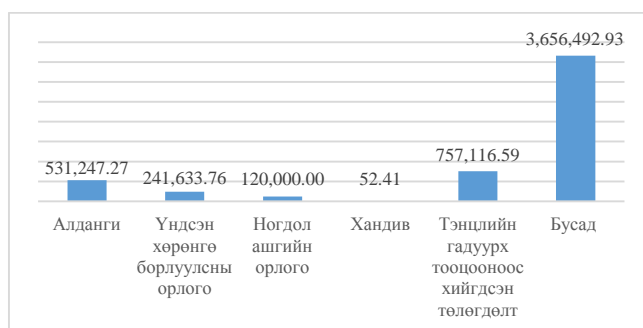 3,656,492.93
757,116.59
531,247.27
241,633.76
120,000.00
52.41
Алданги
Үндсэн
хөрөнгө
борлуулсны
орлого
Ногдол
ашгийн
орлого
Хандив
Тэнцлийн
гадуурх
тооцооноос
хийгдсэн
төлөгдөлт
Бусад